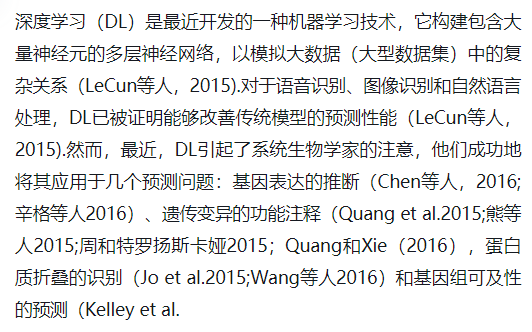 深度学习（DL）是最近开发的一种机器学习技术，它构建包含大
量神经元的多层神经网络，以模拟大数据（大型数据集）中的复
杂关系（LeCun等人，2015).对于语音识别、图像识别和自然语言
处理，DL已被证明能够改善传统模型的预测性能（LeCun等人，
2015).然而，最近，DL引起了系统生物学家的注意，他们成功地
将其应用于几个预测问题：基因表达的推断（Chen等人，2016;
辛格等人2016）、遗传变异的功能注释（Quang et al.2015;熊等
人2015;周和特罗扬斯卡娅2015；Quang和Xie（2016），蛋白
质折叠的识别（Jo et al.2015;Wang等人2016）和基因组可及性
的预测（Kelley et al.